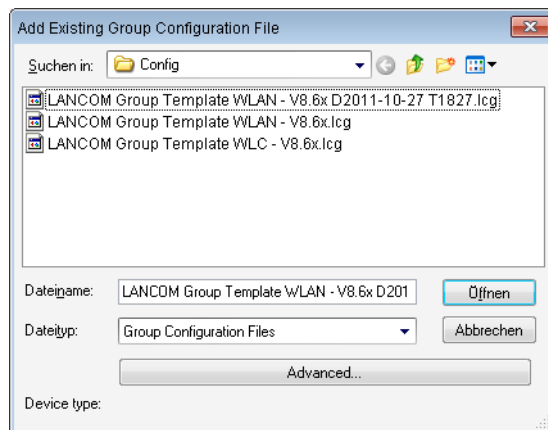 Add Existing Group Configuration File
Suchen in: Config
LANCOM Group Template WLAN - V8.6x D2011-10-27 T1827.lcg
LANCOM Group Template WLAN - V8.6x.lcg
LANCOM Group Template WLC - V8.6x.lcg
Dateiname: LANCOM Group Template WLAN - V8.6x D201 Öffnen
Dateityp: Group Configuration Files Abbrechen
Advanced...
Device type: